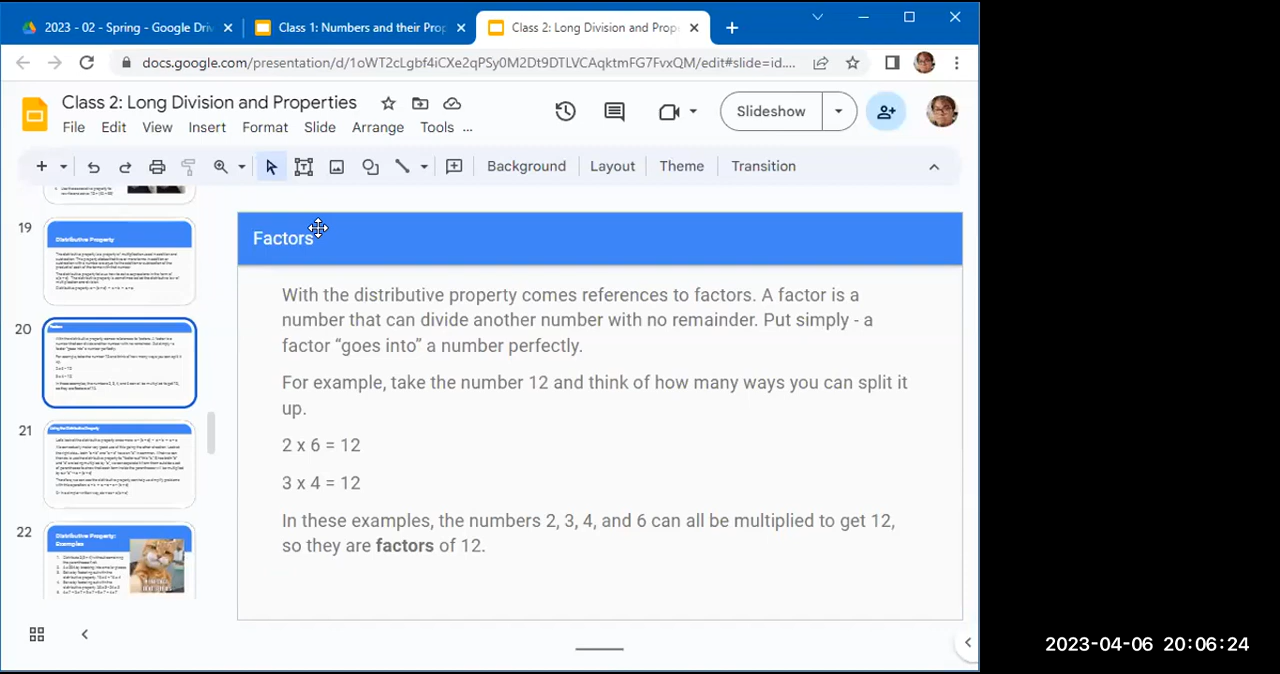 2023 - 02 - Spring - Google Driv
Class 1: Numbers and their Prop
Class 2: Long Division and Prope
docs.google.com/presentation/d/1oWT2cLgbf4iCXe2qPSy0M2Dt9DTLVCAqktmFG7FvxQM/edit#slide=id....
Class 2: Long Division and Properties
Slideshow
File Edit View Insert Format Slide Arrange Tools ...
Background Layout Theme Transition
19
Distributive Property
20
21
22
Distributive Property:
Examples
Factors
With the distributive property comes references to factors. A factor is a
number that can divide another number with no remainder. Put simply - a
factor “goes into” a number perfectly.
For example, take the number 12 and think of how many ways you can split it
up.
2 x 6 = 12
3 x 4 = 12
In these examples, the numbers 2, 3, 4, and 6 can all be multiplied to get 12,
so they are factors of 12.
2023-04-06 20:06:24